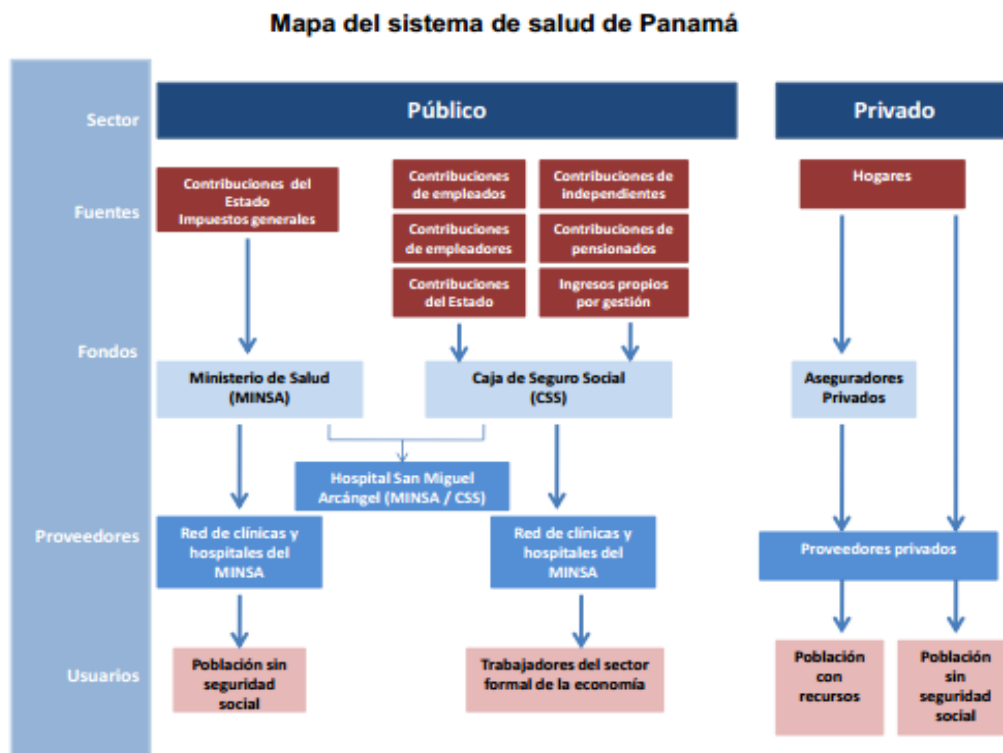 Mapa del sistema de salud de Panamá
Sector
Público
Privado
Fuentes
Contribuciones del
Estado
Impuestos generales
Contribuciones
de empleados
Contribuciones de
independientes
Hogares
Contribuciones
de empleadores
Contribuciones de
pensionados
Contribuciones
del Estado
Ingresos propios
por gestión
Fondos
Ministerio de Salud
(MINSA)
Caja de Seguro Social
(CSS)
Aseguradores
Privados
Hospital San Miguel
Arcángel (MINSA / CSS)
Proveedores
Red de clínicas y
hospitales del
MINSA
Red de clínicas y
hospitales del
MINSA
Proveedores privados
Usuarios
Población sin
seguridad
social
Trabajadores del sector
formal de la economía
Población
con
recursos
Población
sin
seguridad
social